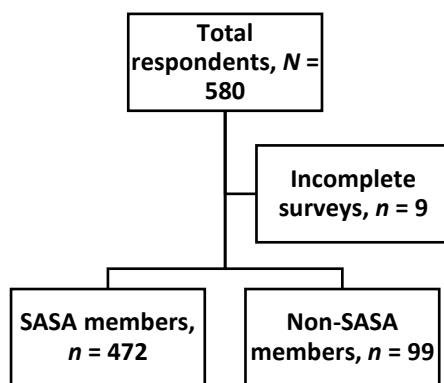 Total
respondents, N =
580
Incomplete
surveys, n = 9
SASA members,
n = 472
Non-SASA
members, n = 99